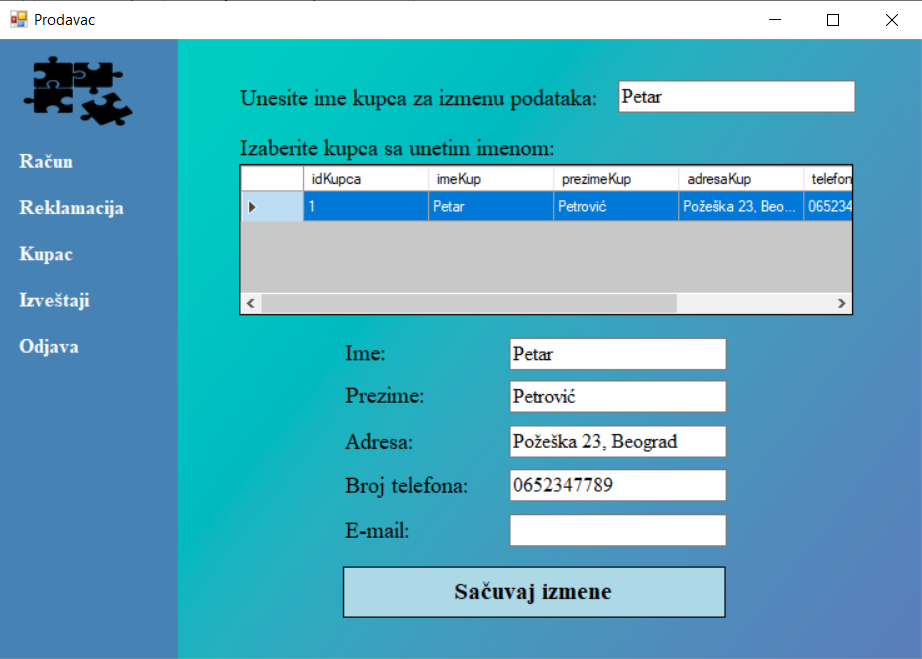 Prodavac
Račun
Reklamacija
Kupac
Izveštaji
Odjava
Unesite ime kupca za izmenu podataka: Petar
Izaberite kupca sa unetim imenom:
idKupca imeKup prezimeKup adresaKup telefon
1 Petar Petrović Požeška 23, Beo...065234
Ime: Petar
Prezime: Petrović
Adresa: Požeška 23, Beograd
Broj telefona: 0652347789
E-mail:
Sačuvaj izmene